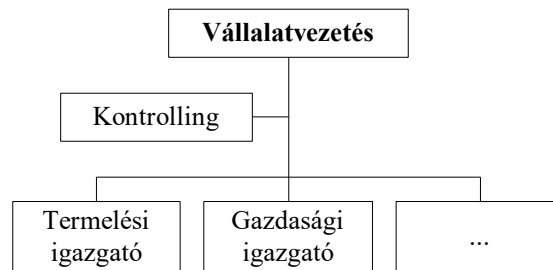 Vállalatvezetés
Kontrolling
Termelési
igazgató
Gazdasági
igazgató
...